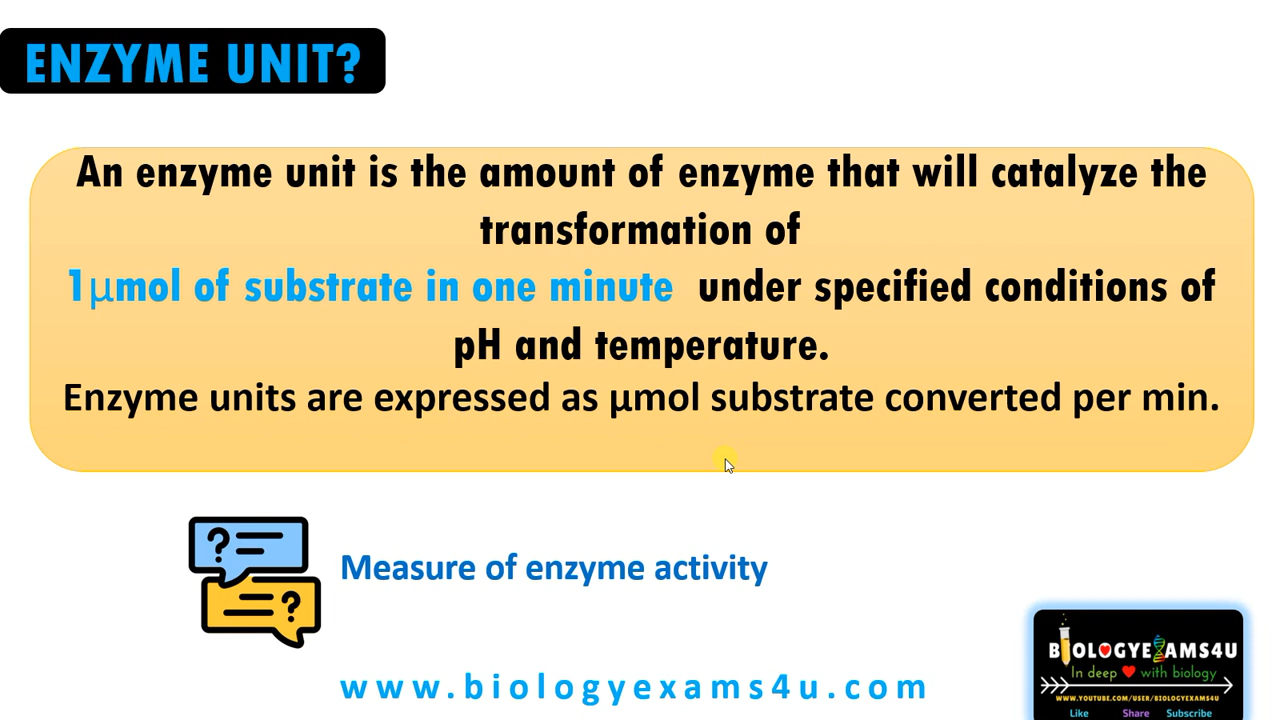 ENZYME UNIT?
An enzyme unit is the amount of enzyme that will catalyze the
transformation of
1μmol of substrate in one minute under specified conditions of
pH and temperature.
Enzyme units are expressed as μmol substrate converted per min.
? ?
Measure of enzyme activity
www.biologyexams4u.com
BIOLOGYEXAMS4U
In deep ❤ with biology
WWW.YOUTUBE.COM/USER/BIOLOGYEXAMS4U
Like Share Subscribe